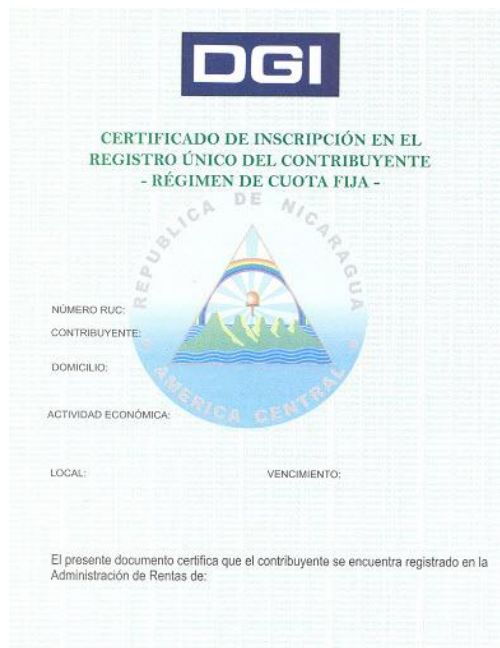 DGI
CERTIFICADO DE INSCRIPCIÓN EN EL
REGISTRO ÚNICO DEL CONTRIBUYENTE
- RÉGIMEN DE CUOTA FIJA -
REPUBLICA DE NICARAGUA
AMERICA CENTRAL
NÚMERO RUC:
CONTRIBUYENTE:
DOMICILIO:
ACTIVIDAD ECONÓMICA:
LOCAL: VENCIMIENTO:
El presente documento certifica que el contribuyente se encuentra registrado en la
Administración de Rentas de: